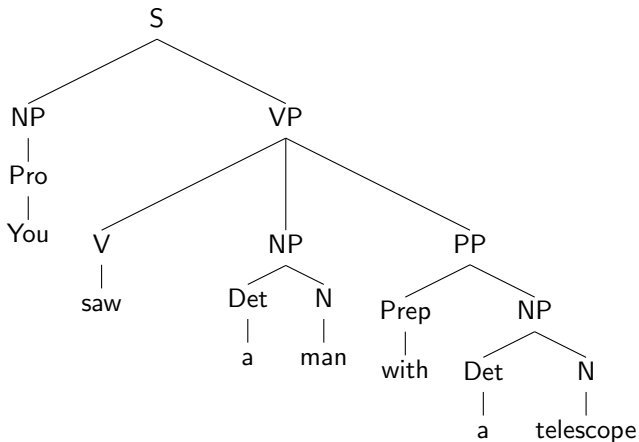 S
NP VP
Pro
You
V NP PP
saw
Det N
Prep NP
a man
with
Det N
a telescope